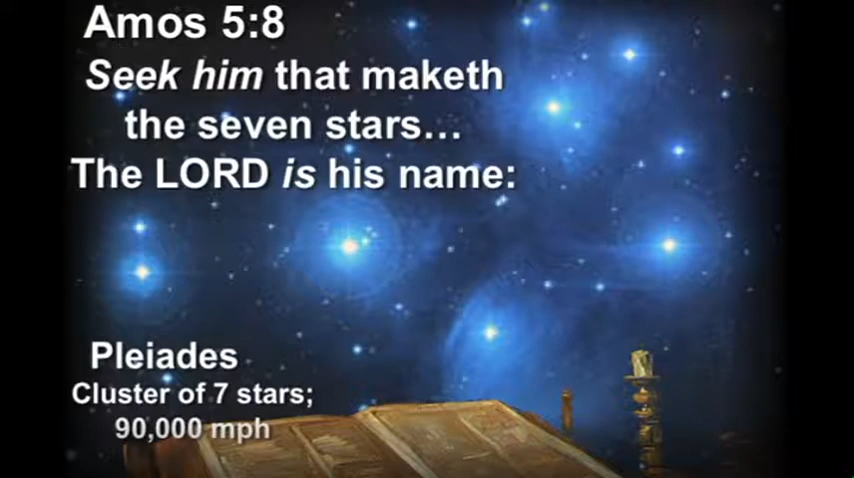 Amos 5:8
Seek him that maketh
the seven stars…
The LORD is his name:
Pleiades
Cluster of 7 stars;
90,000 mph